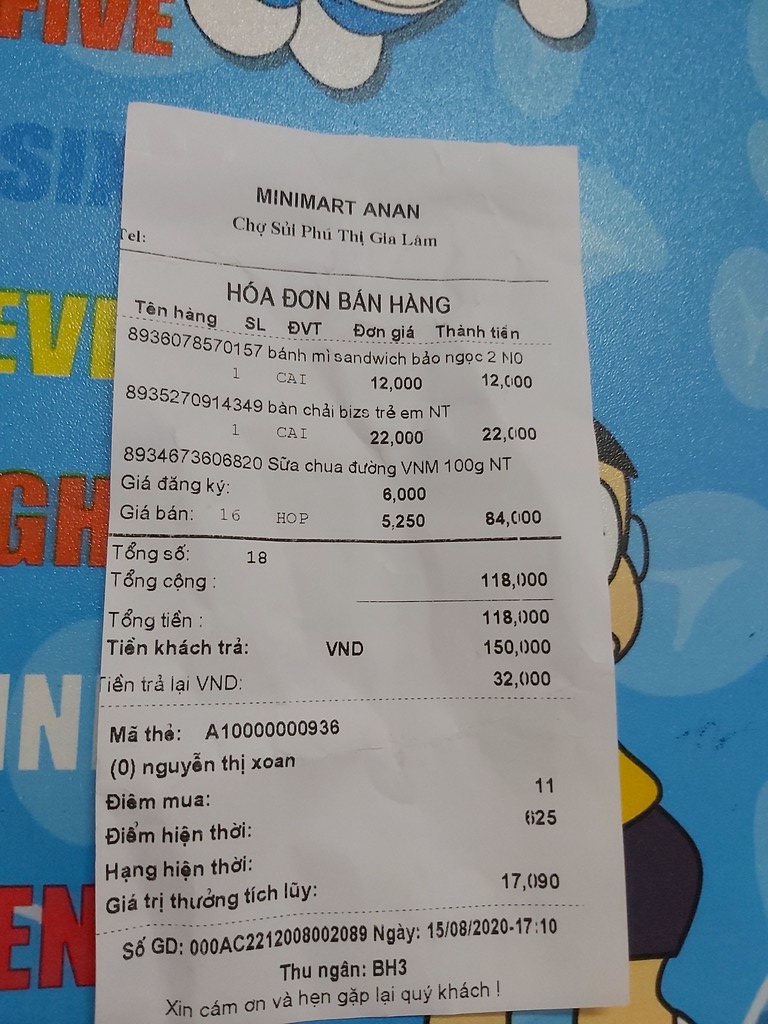 FIVE
SIX
MINIMART ANAN
Chợ Sủi Phú Thị Gia Lâm
Tel:
HÓA ĐƠN BÁN HÀNG
Tên hàng SL ĐVT Đơn giá Thành tiền
8936078570157 bánh mì sandwich bảo ngọc 2 NO
1 CAI 12,000 12,000
8935270914349 bàn chải bizs trẻ em NT
1 CAI 22,000 22,000
8934673606820 Sữa chua đường VNM 100g NT
Giá đăng ký: 6,000
Giá bán: 16 HOP 5,250 84,000
Tổng số: 18
Tổng cộng : 118,000
Tổng tiền : 118,000
Tiền khách trả: VND 150,000
Tiền trả lại VND: 32,000
Mã thẻ: A10000000936
(0) nguyễn thị xoan
Điểm mua: 11
Điểm hiện thời: 625
Hạng hiện thời:
Giá trị thưởng tích lũy: 17,090
Số GD: 000AC2212008002089 Ngày: 15/08/2020-17:10
Thu ngân: BH3
Xin cám ơn và hẹn gặp lại quý khách !